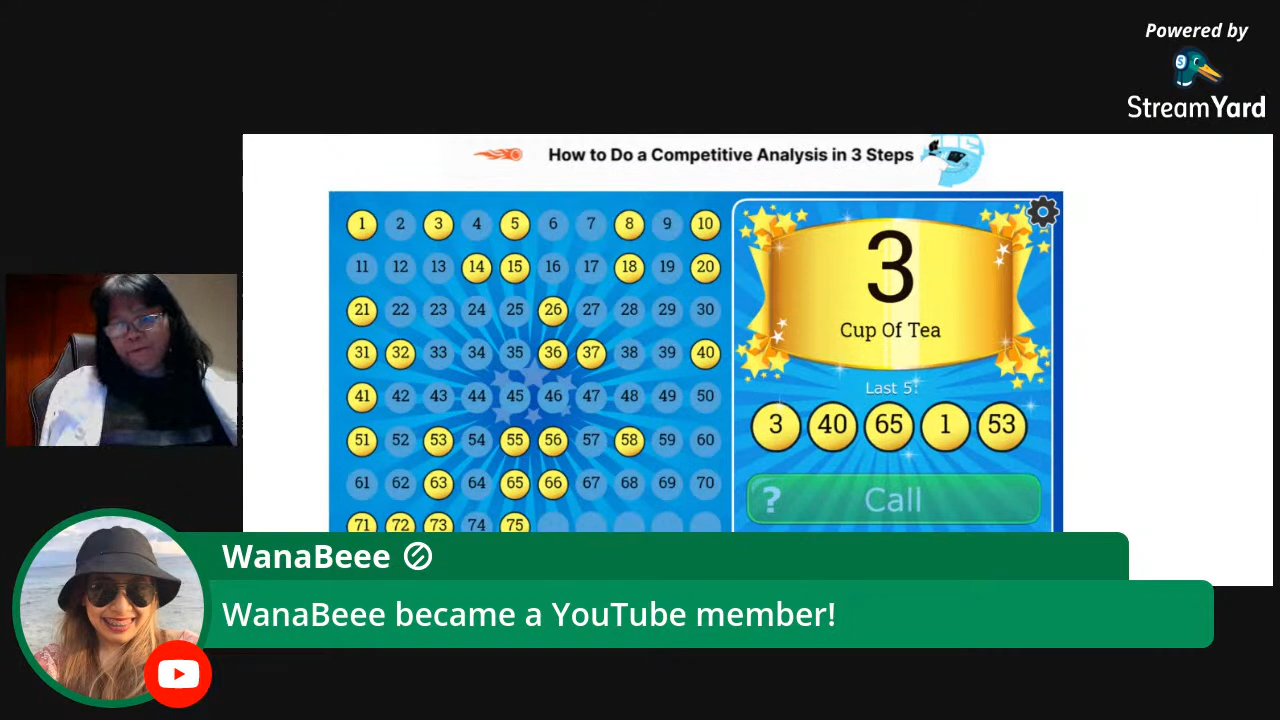 Powered by
StreamYard
How to Do a Competitive Analysis in 3 Steps
1 2 3 4 5 6 7 8 9 10
11 12 13 14 15 16 17 18 19 20
21 22 23 24 25 26 27 28 29 30
31 32 33 34 35 36 37 38 39 40
41 42 43 44 45 46 47 48 49 50
51 52 53 54 55 56 57 58 59 60
61 62 63 64 65 66 67 68 69 70
71 72 73 74 75
3
Cup Of Tea
Last 5:
3 40 65 1 53
? Call
WanaBeee
WanaBeee became a YouTube member!